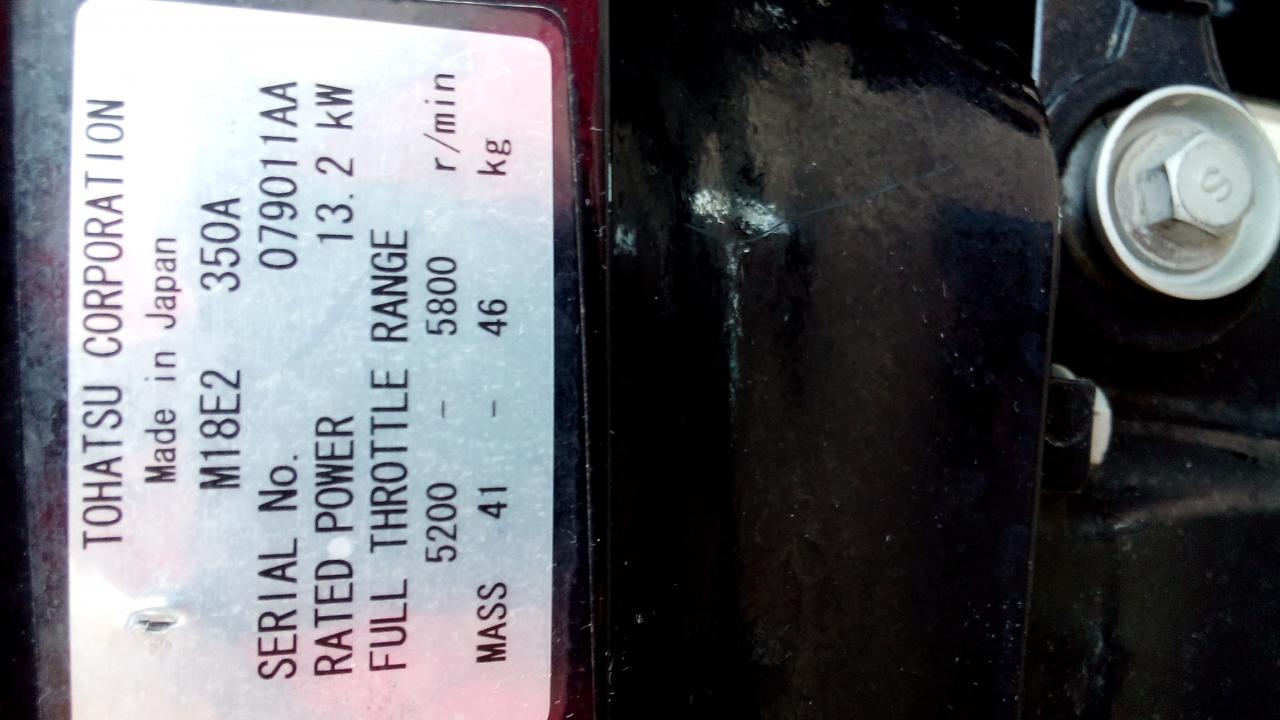 TOHATSU CORPORATION
Made in Japan
M18E2 350A
SERIAL No. 079011AA
RATED POWER 13.2 kW
FULL THROTTLE RANGE
5200 - 5800 r/min
MASS 41 - 46 kg
S